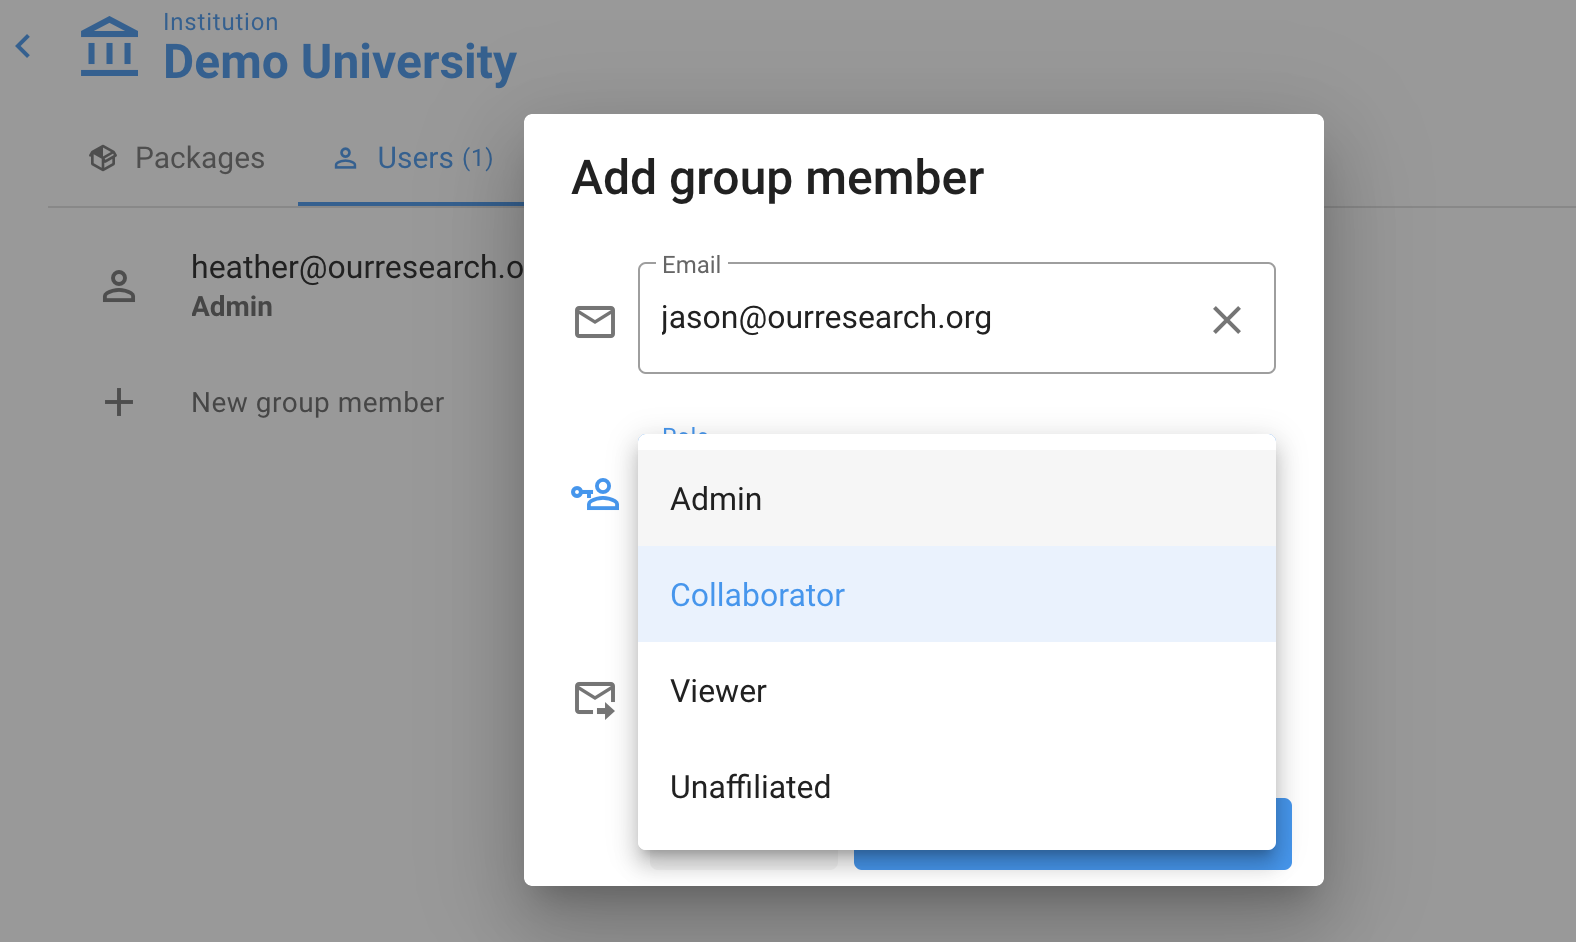 Institution
Demo University
Packages
Users (1)
Add group member
heather@ourresearch.o
Admin
New group member
Email
jason@ourresearch.org
Role
Admin
Collaborator
Viewer
Unaffiliated